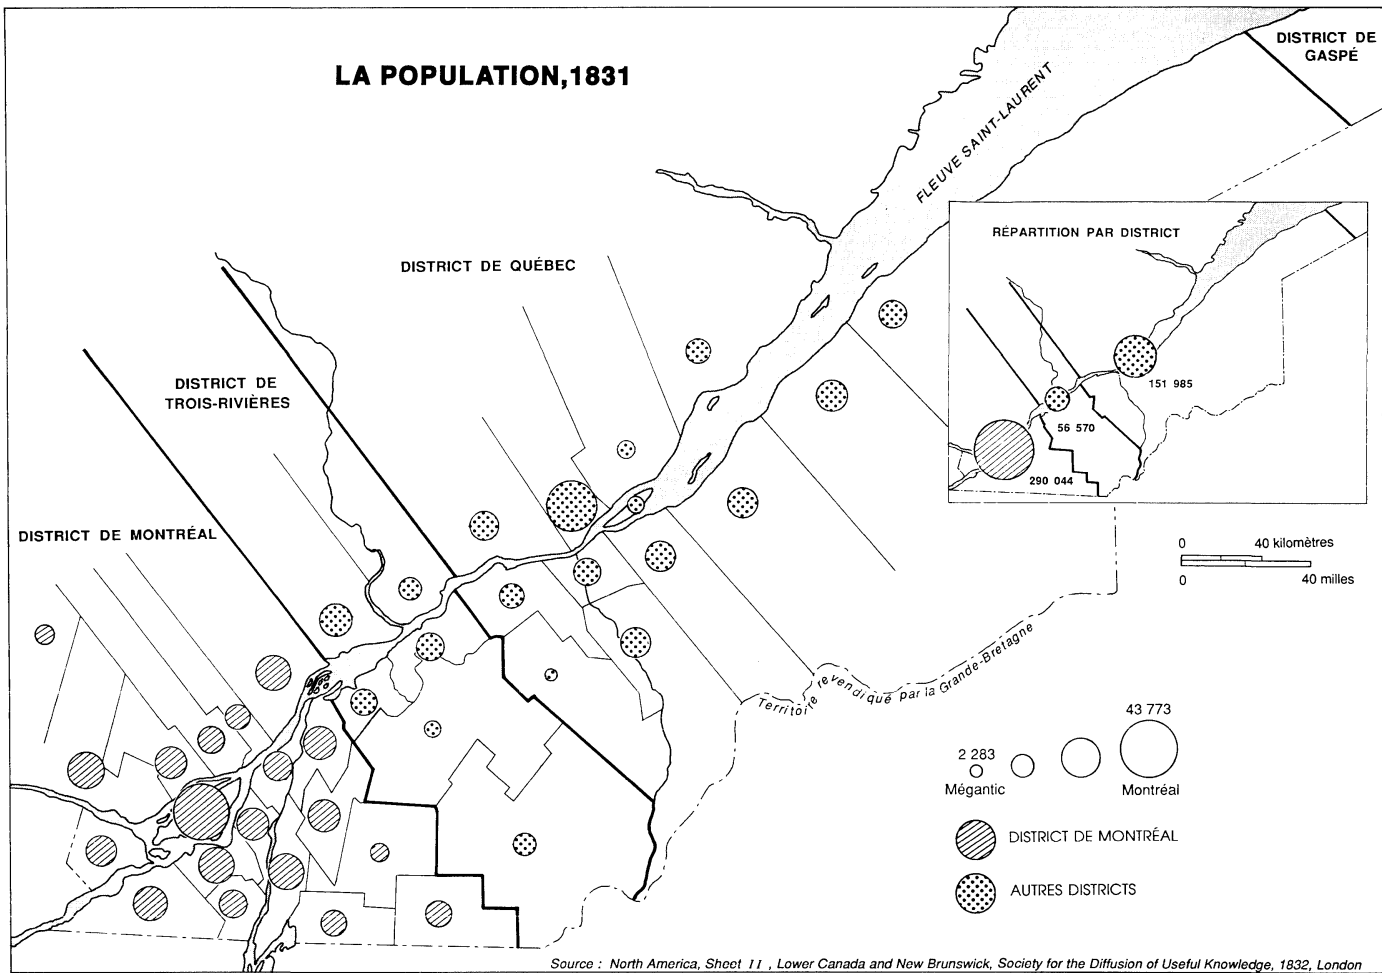 LA POPULATION,1831
DISTRICT DE
GASPÉ
FLEUVE SAINT-LAURENT
RÉPARTITION PAR DISTRICT
151 985
56 570
290 044
DISTRICT DE QUÉBEC
DISTRICT DE
TROIS-RIVIÈRES
DISTRICT DE MONTRÉAL
0 40 kilomètres
0 40 milles
Territoire revendiqué par la Grande-Bretagne
2 283
43 773
Mégantic
Montréal
DISTRICT DE MONTRÉAL
AUTRES DISTRICTS
Source : North America, Sheet II , Lower Canada and New Brunswick, Society for the Diffusion of Useful Knowledge, 1832, London